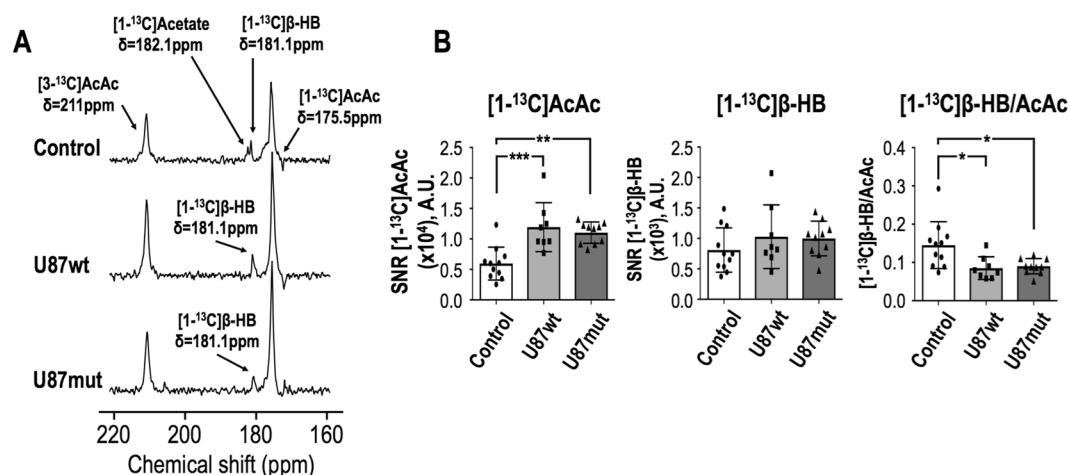 A
[1-¹³C]Acetate
δ=182.1ppm
[1-¹³C]β-HB
δ=181.1ppm
[3-¹³C]AcAc
δ=211ppm
[1-¹³C]AcAc
δ=175.5ppm
Control
[1-¹³C]β-HB
δ=181.1ppm
U87wt
[1-¹³C]β-HB
δ=181.1ppm
U87mut
220 200 180 160
Chemical shift (ppm)
B
[1-¹³C]AcAc
SNR [1-¹³C]AcAc
(x10⁴), A.U.
2.5
2.0
1.5
1.0
0.5
0.0
**
***
Control U87wt U87mut
[1-¹³C]β-HB
SNR [1-¹³C]β-HB
(x10³), A.U.
2.5
2.0
1.5
1.0
0.5
0.0
Control U87wt U87mut
[1-¹³C]β-HB/AcAc
[1-¹³C]β-HB/AcAc
0.4
0.3
0.2
0.1
0.0
*
*
Control U87wt U87mut